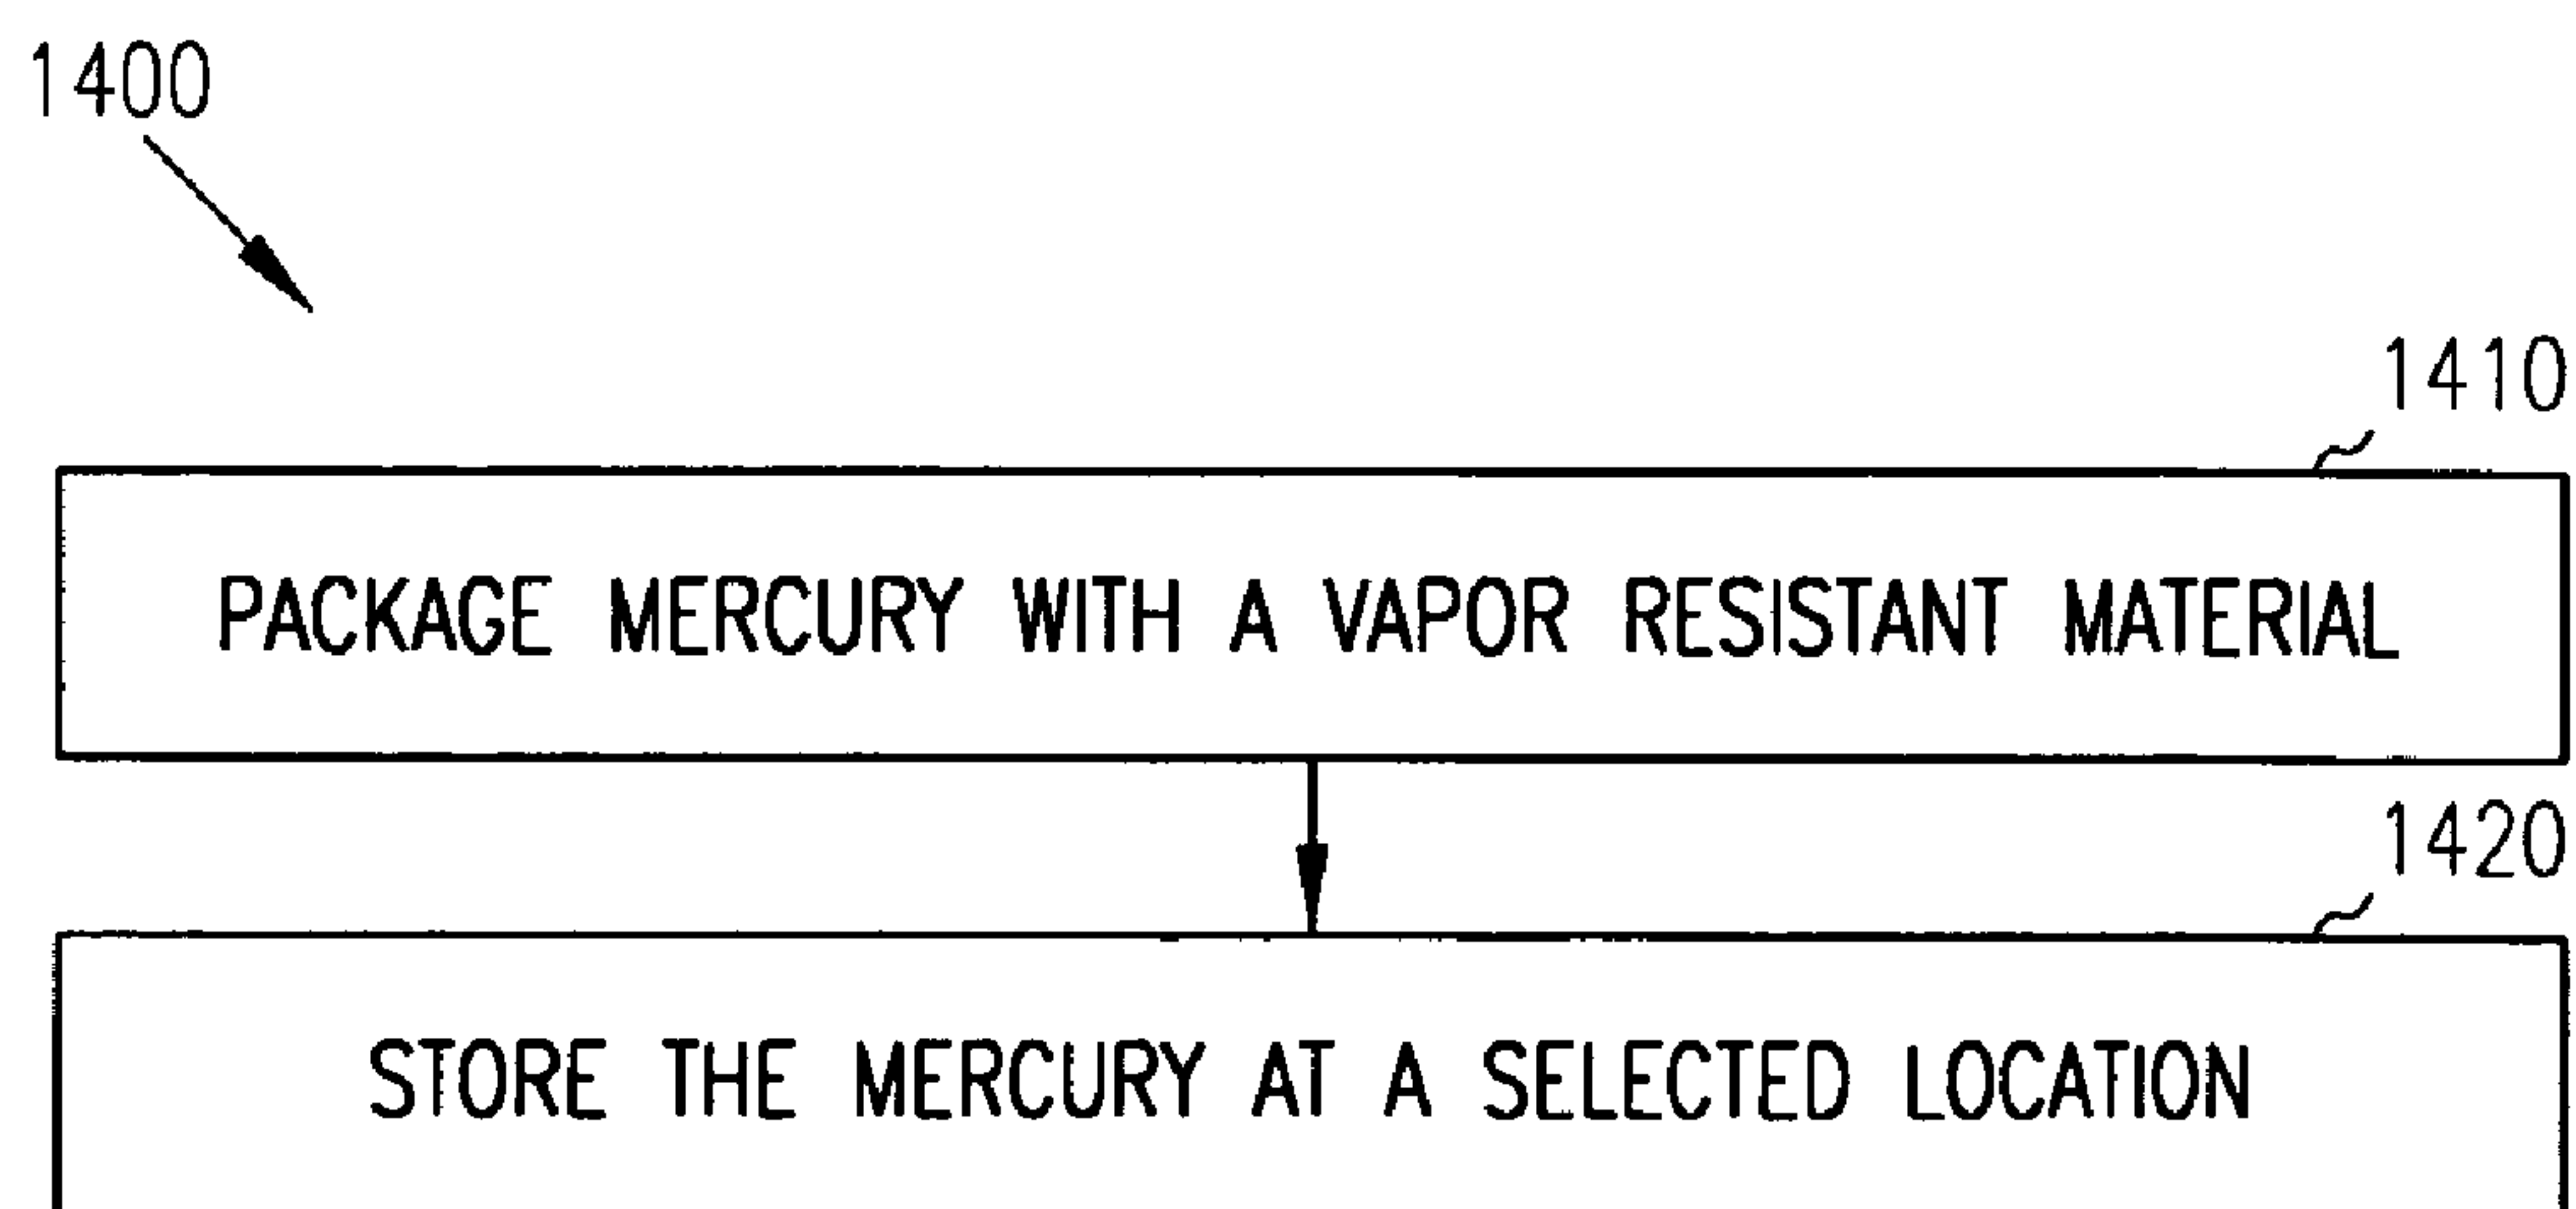 1400
1410
PACKAGE MERCURY WITH A VAPOR RESISTANT MATERIAL
1420
STORE THE MERCURY AT A SELECTED LOCATION